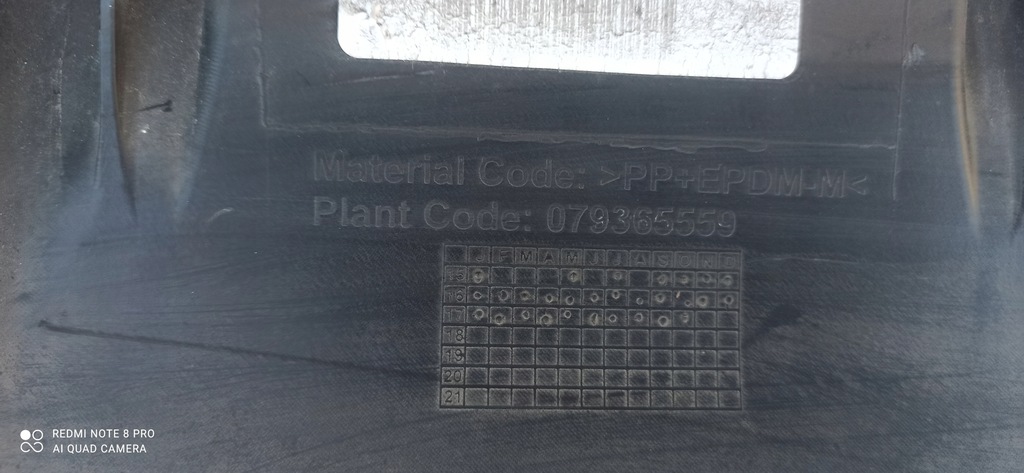 Material Code: >PP+EPDM-M<
Plant Code: 079365559
J F M A M J J A S O N D
15
16
17
18
19
20
21
REDMI NOTE 8 PRO
AI QUAD CAMERA